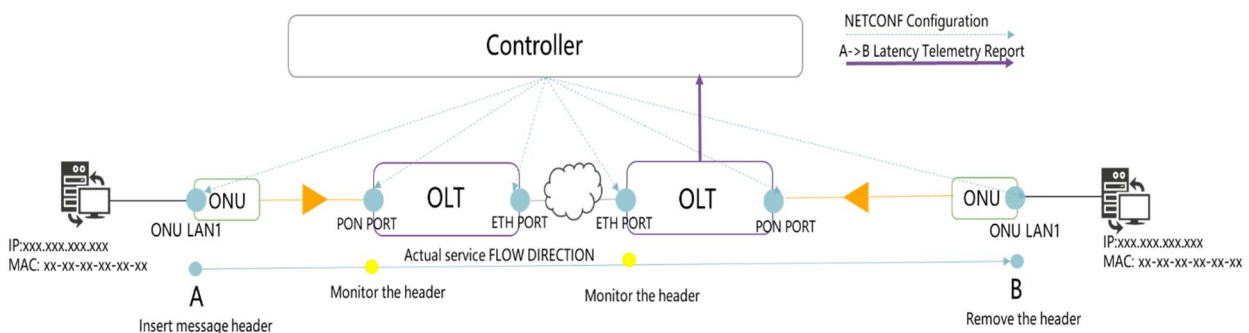 NETCONF Configuration
Controller
A->B Latency Telemetry Report
ONU
OLT
OLT
ONU
ONU LAN1
PON PORT
ETH PORT
ETH PORT
PON PORT
ONU LAN1
IP:xxx.xxx.xxx.xxx
MAC: xx-xx-xx-xx-xx-xx
IP:xxx.xxx.xxx.xxx
MAC: xx-xx-xx-xx-xx-xx
Actual service FLOW DIRECTION
A
Monitor the header
Monitor the header
B
Insert message header
Remove the header